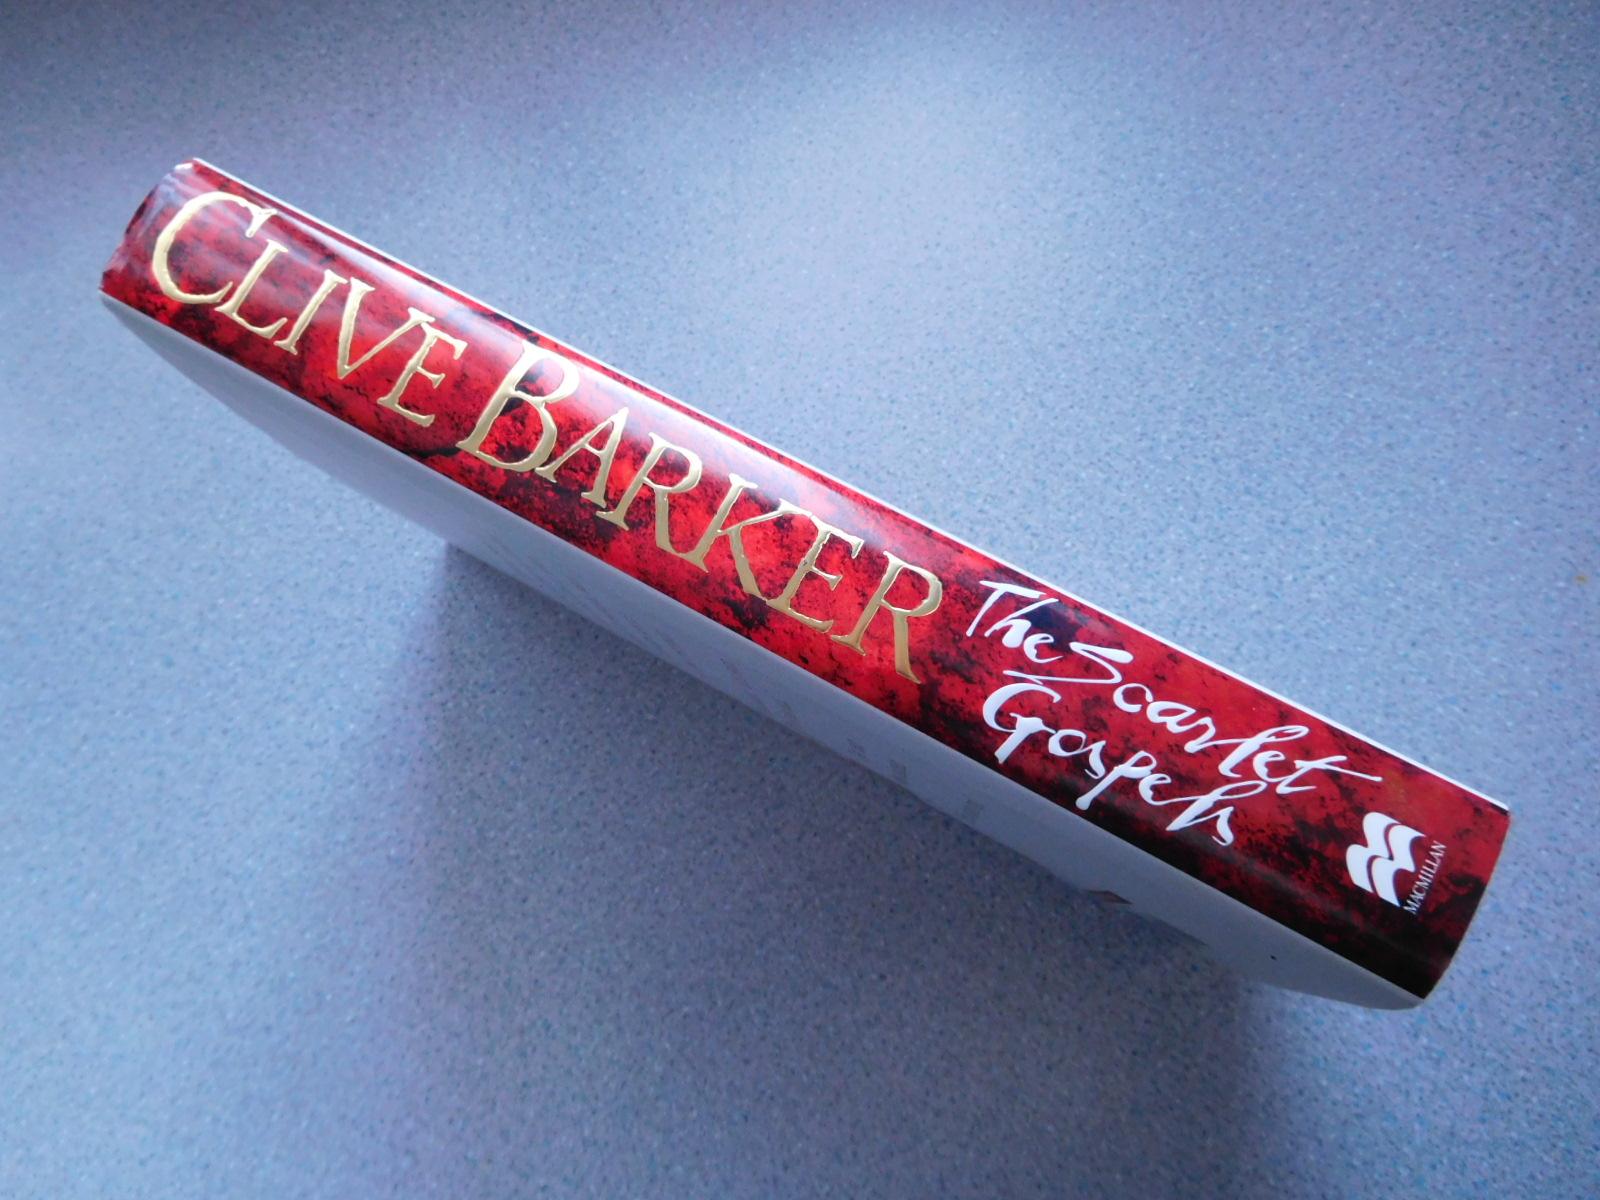 CLIVE BARKER
The Scarlet
Gospels
MACMILLAN